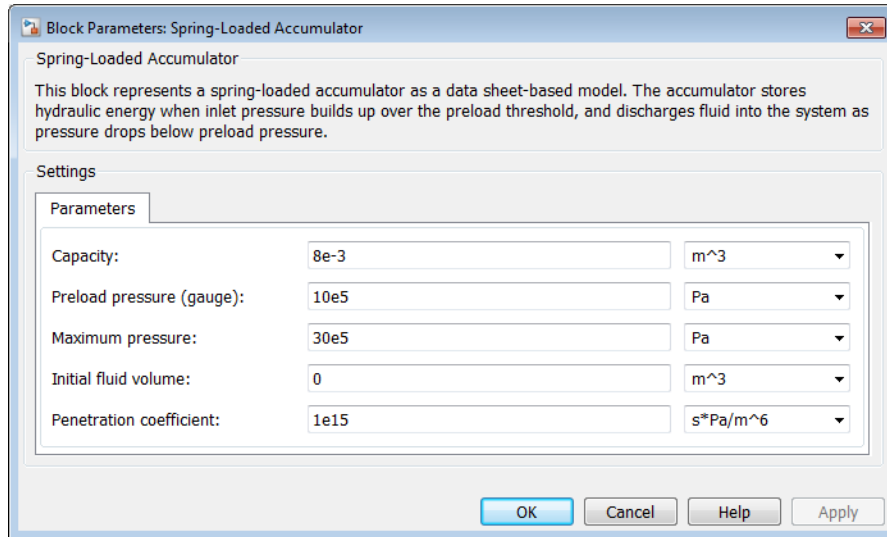 Block Parameters: Spring-Loaded Accumulator
Spring-Loaded Accumulator
This block represents a spring-loaded accumulator as a data sheet-based model. The accumulator stores
hydraulic energy when inlet pressure builds up over the preload threshold, and discharges fluid into the system as
pressure drops below preload pressure.
Settings
Parameters
Capacity: 8e-3 m^3
Preload pressure (gauge): 10e5 Pa
Maximum pressure: 30e5 Pa
Initial fluid volume: 0 m^3
Penetration coefficient: 1e15 s*Pa/m^6
OK Cancel Help Apply